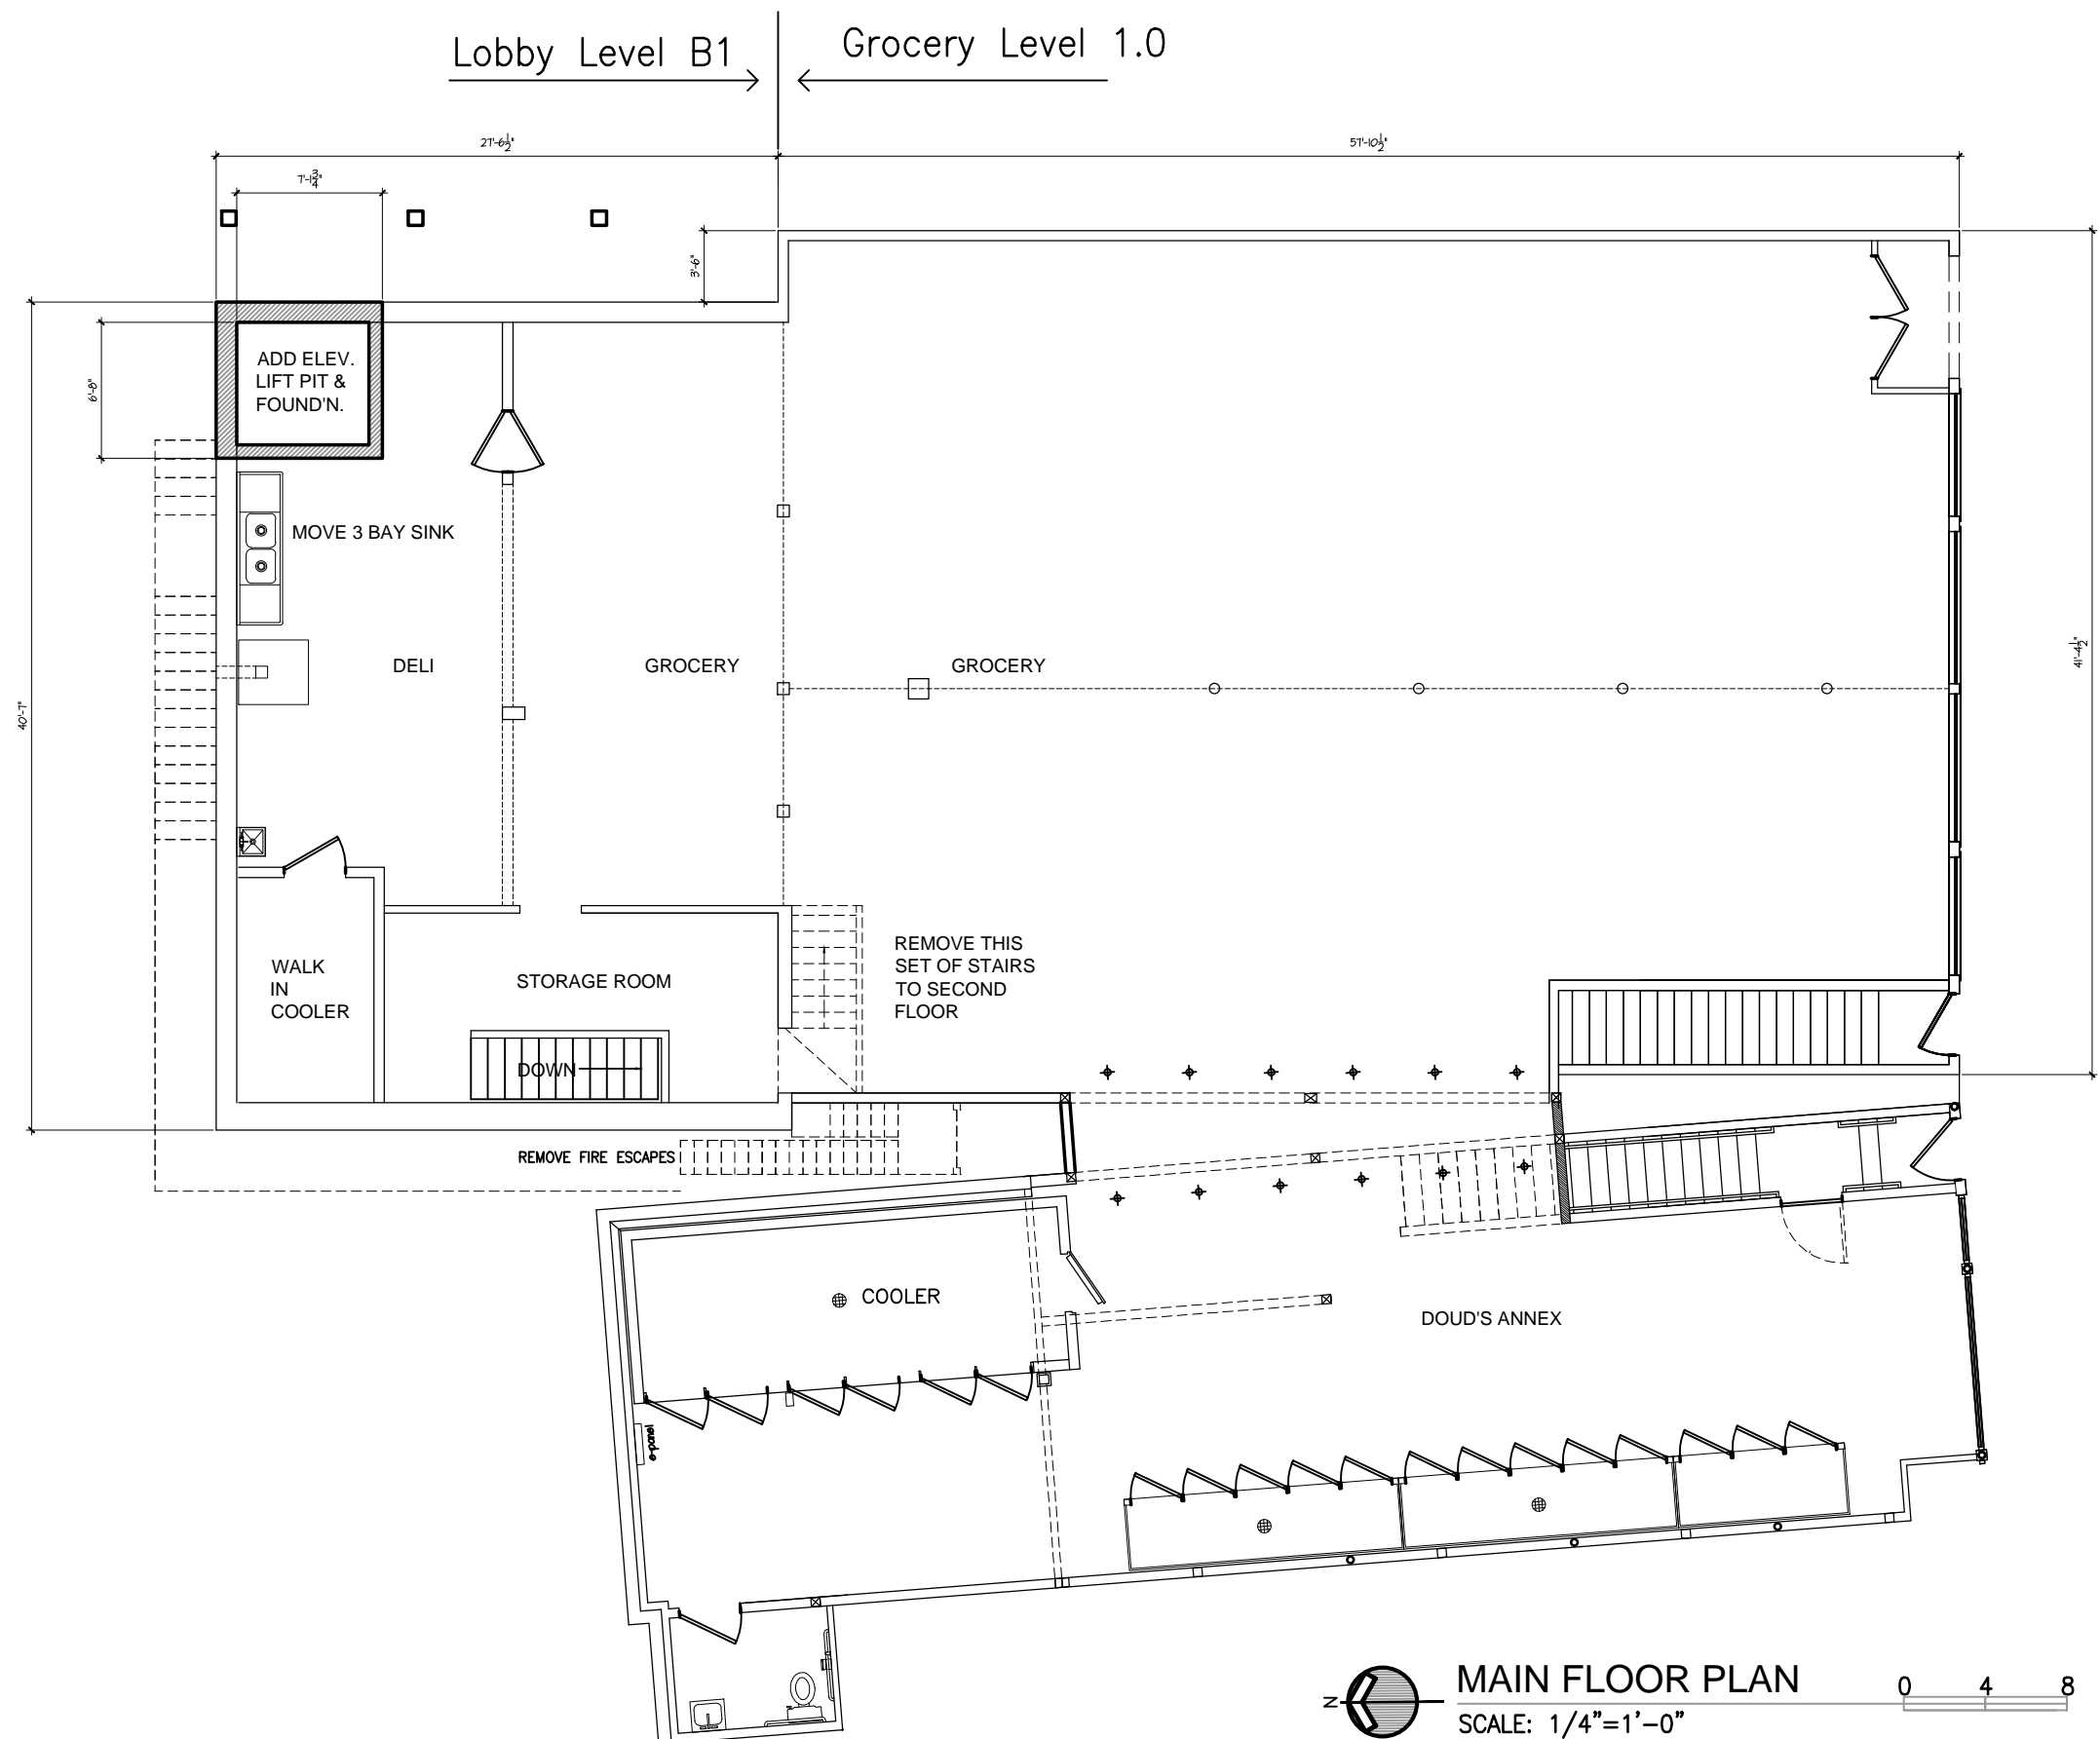 Lobby Level B1
Grocery Level 1.0
27'-6½"
57'-10½"
7'-1¾"
3'-6"
ADD ELEV.
LIFT PIT &
FOUND'N.
6'-8"
MOVE 3 BAY SINK
DELI
GROCERY
GROCERY
41'-4½"
40'-7"
WALK
IN
COOLER
STORAGE ROOM
REMOVE THIS
SET OF STAIRS
TO SECOND
FLOOR
DOWN
REMOVE FIRE ESCAPES
COOLER
DOUD'S ANNEX
e-panel
N
MAIN FLOOR PLAN
SCALE: 1/4"=1'-0"
0 4 8